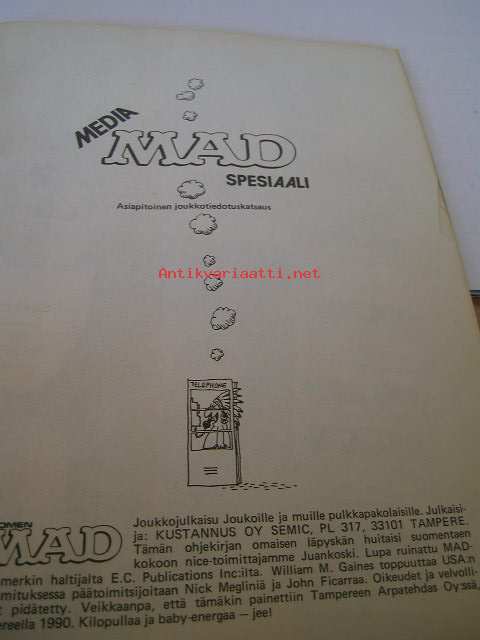 MEDIA
MAD
SPESIAALI
Asiapitoinen joukkotiedotuskatsaus
Antikvariaatti.net
TELEPHONE
OMEN
MAD
Joukkojulkaisu Joukoille ja muille pulkkapakolaisille. Julkaisi-
ja: KUSTANNUS OY SEMIC, PL 317, 33101 TAMPERE.
Tämän ohjekirjan omaisen läpyskän huitaisi suomentaen
kokoon nice-toimittajamme Juankoski. Lupa ruinattu MAD-
merkin haltijalta E.C. Publications Inc:iltä. William M. Gaines toppuuttaa USA:n
mituksessa päätoimitsijoitaan Nick Megliniä ja John Ficarraa. Oikeudet ja velvolli-
t pidätetty. Veikkaanpa, että tämäkin painettiin Tampereen Arpatehdas Oy:ssä,
ereella 1990. Kilopullaa ja baby-energaa — jee!